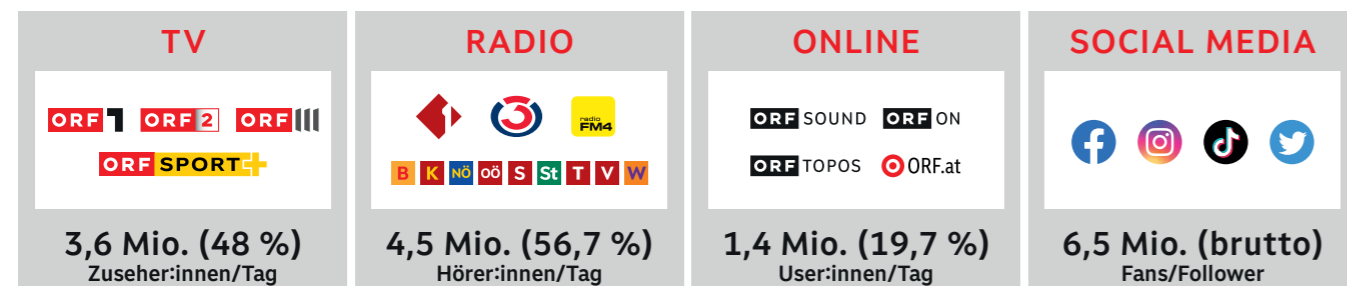 TV
ORF 1 ORF 2 ORF III
ORF SPORT+
3,6 Mio. (48 %)
Zuseher:innen/Tag
RADIO
1 3 radio FM4
B K NÖ OÖ S St T V W
4,5 Mio. (56,7 %)
Hörer:innen/Tag
ONLINE
ORF SOUND ORF ON
ORF TOPOS ORF.at
1,4 Mio. (19,7 %)
User:innen/Tag
SOCIAL MEDIA
6,5 Mio. (brutto)
Fans/Follower